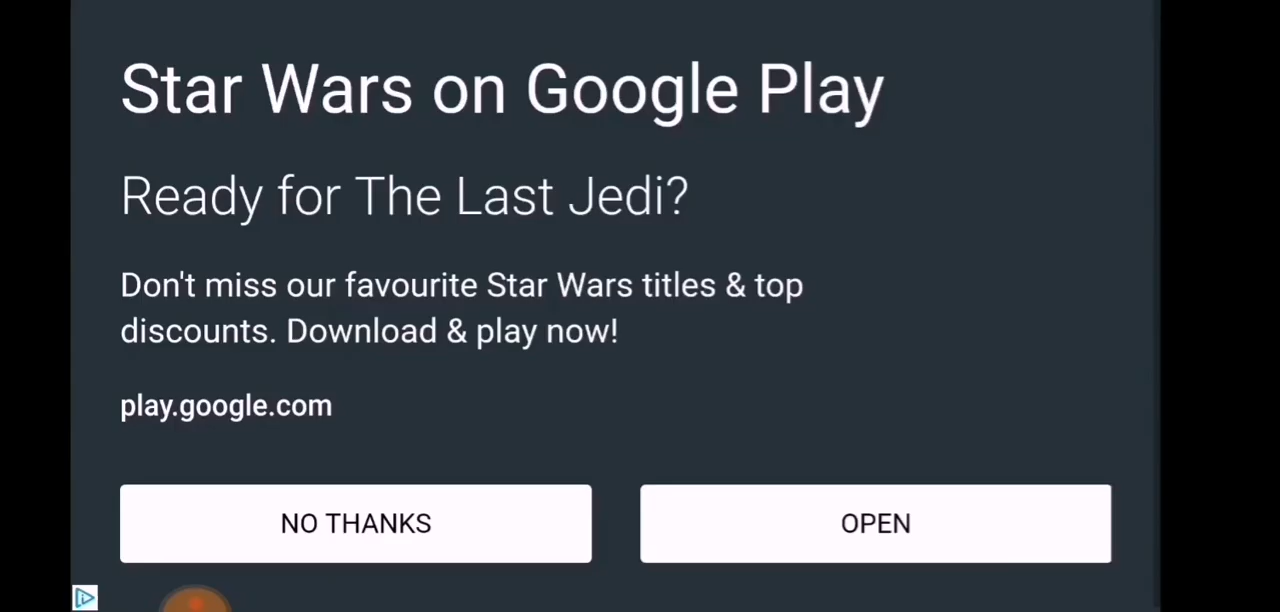 Star Wars on Google Play
Ready for The Last Jedi?
Don't miss our favourite Star Wars titles & top
discounts. Download & play now!
play.google.com
NO THANKS
OPEN